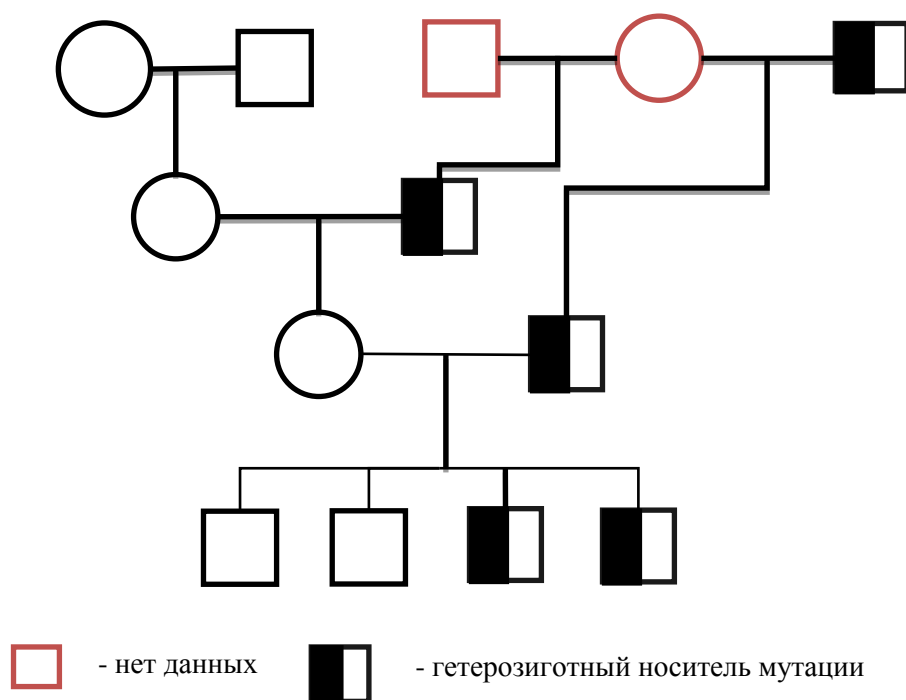 - нет данных
- гетерозиготный носитель мутации